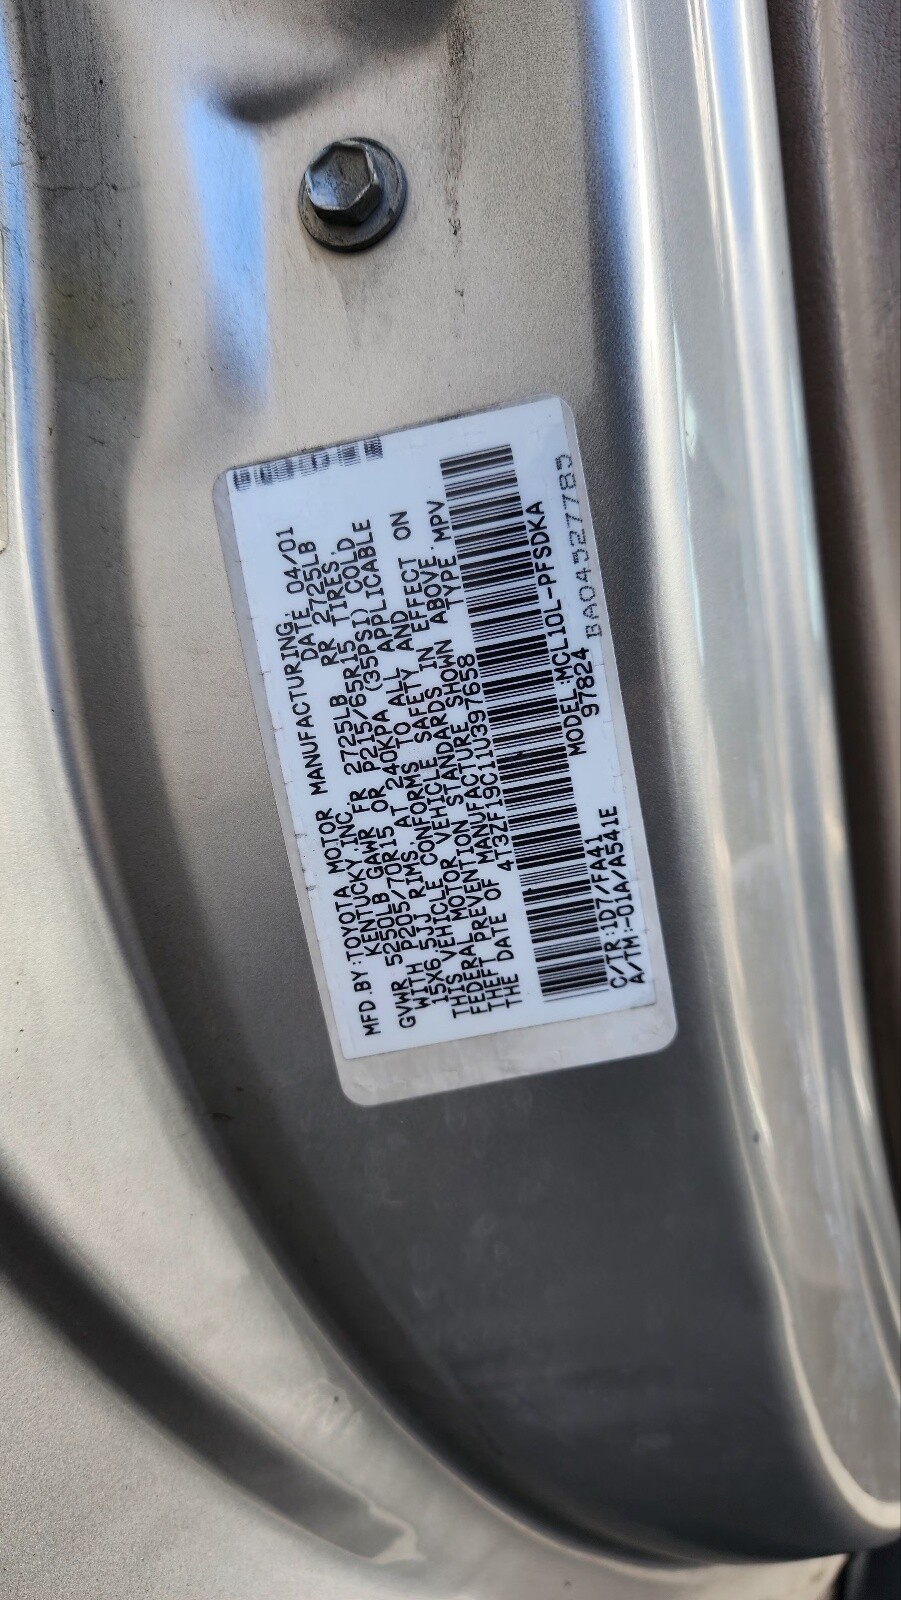 MFD.BY:TOYOTA MOTOR MANUFACTURING,
KENTUCKY,INC. DATE 04/01
GVWR 5250LB GAWR FR 2725LB RR 2725LB
WITH P205/70R15 OR P215/65R15 TIRES,
15X6.5JJ RIMS, AT 240KPA (35PSI) COLD
THIS VEHICLE CONFORMS TO ALL APPLICABLE
FEDERAL MOTOR VEHICLE SAFETY AND
THEFT PREVENTION STANDARDS IN EFFECT ON
THE DATE OF MANUFACTURE SHOWN ABOVE.
4T3ZF19C11U397658 TYPE:MPV
C/TR:1D7/FA41 MODEL:MCL10L-PFSDKA
A/TM:-01A/A541E 97824